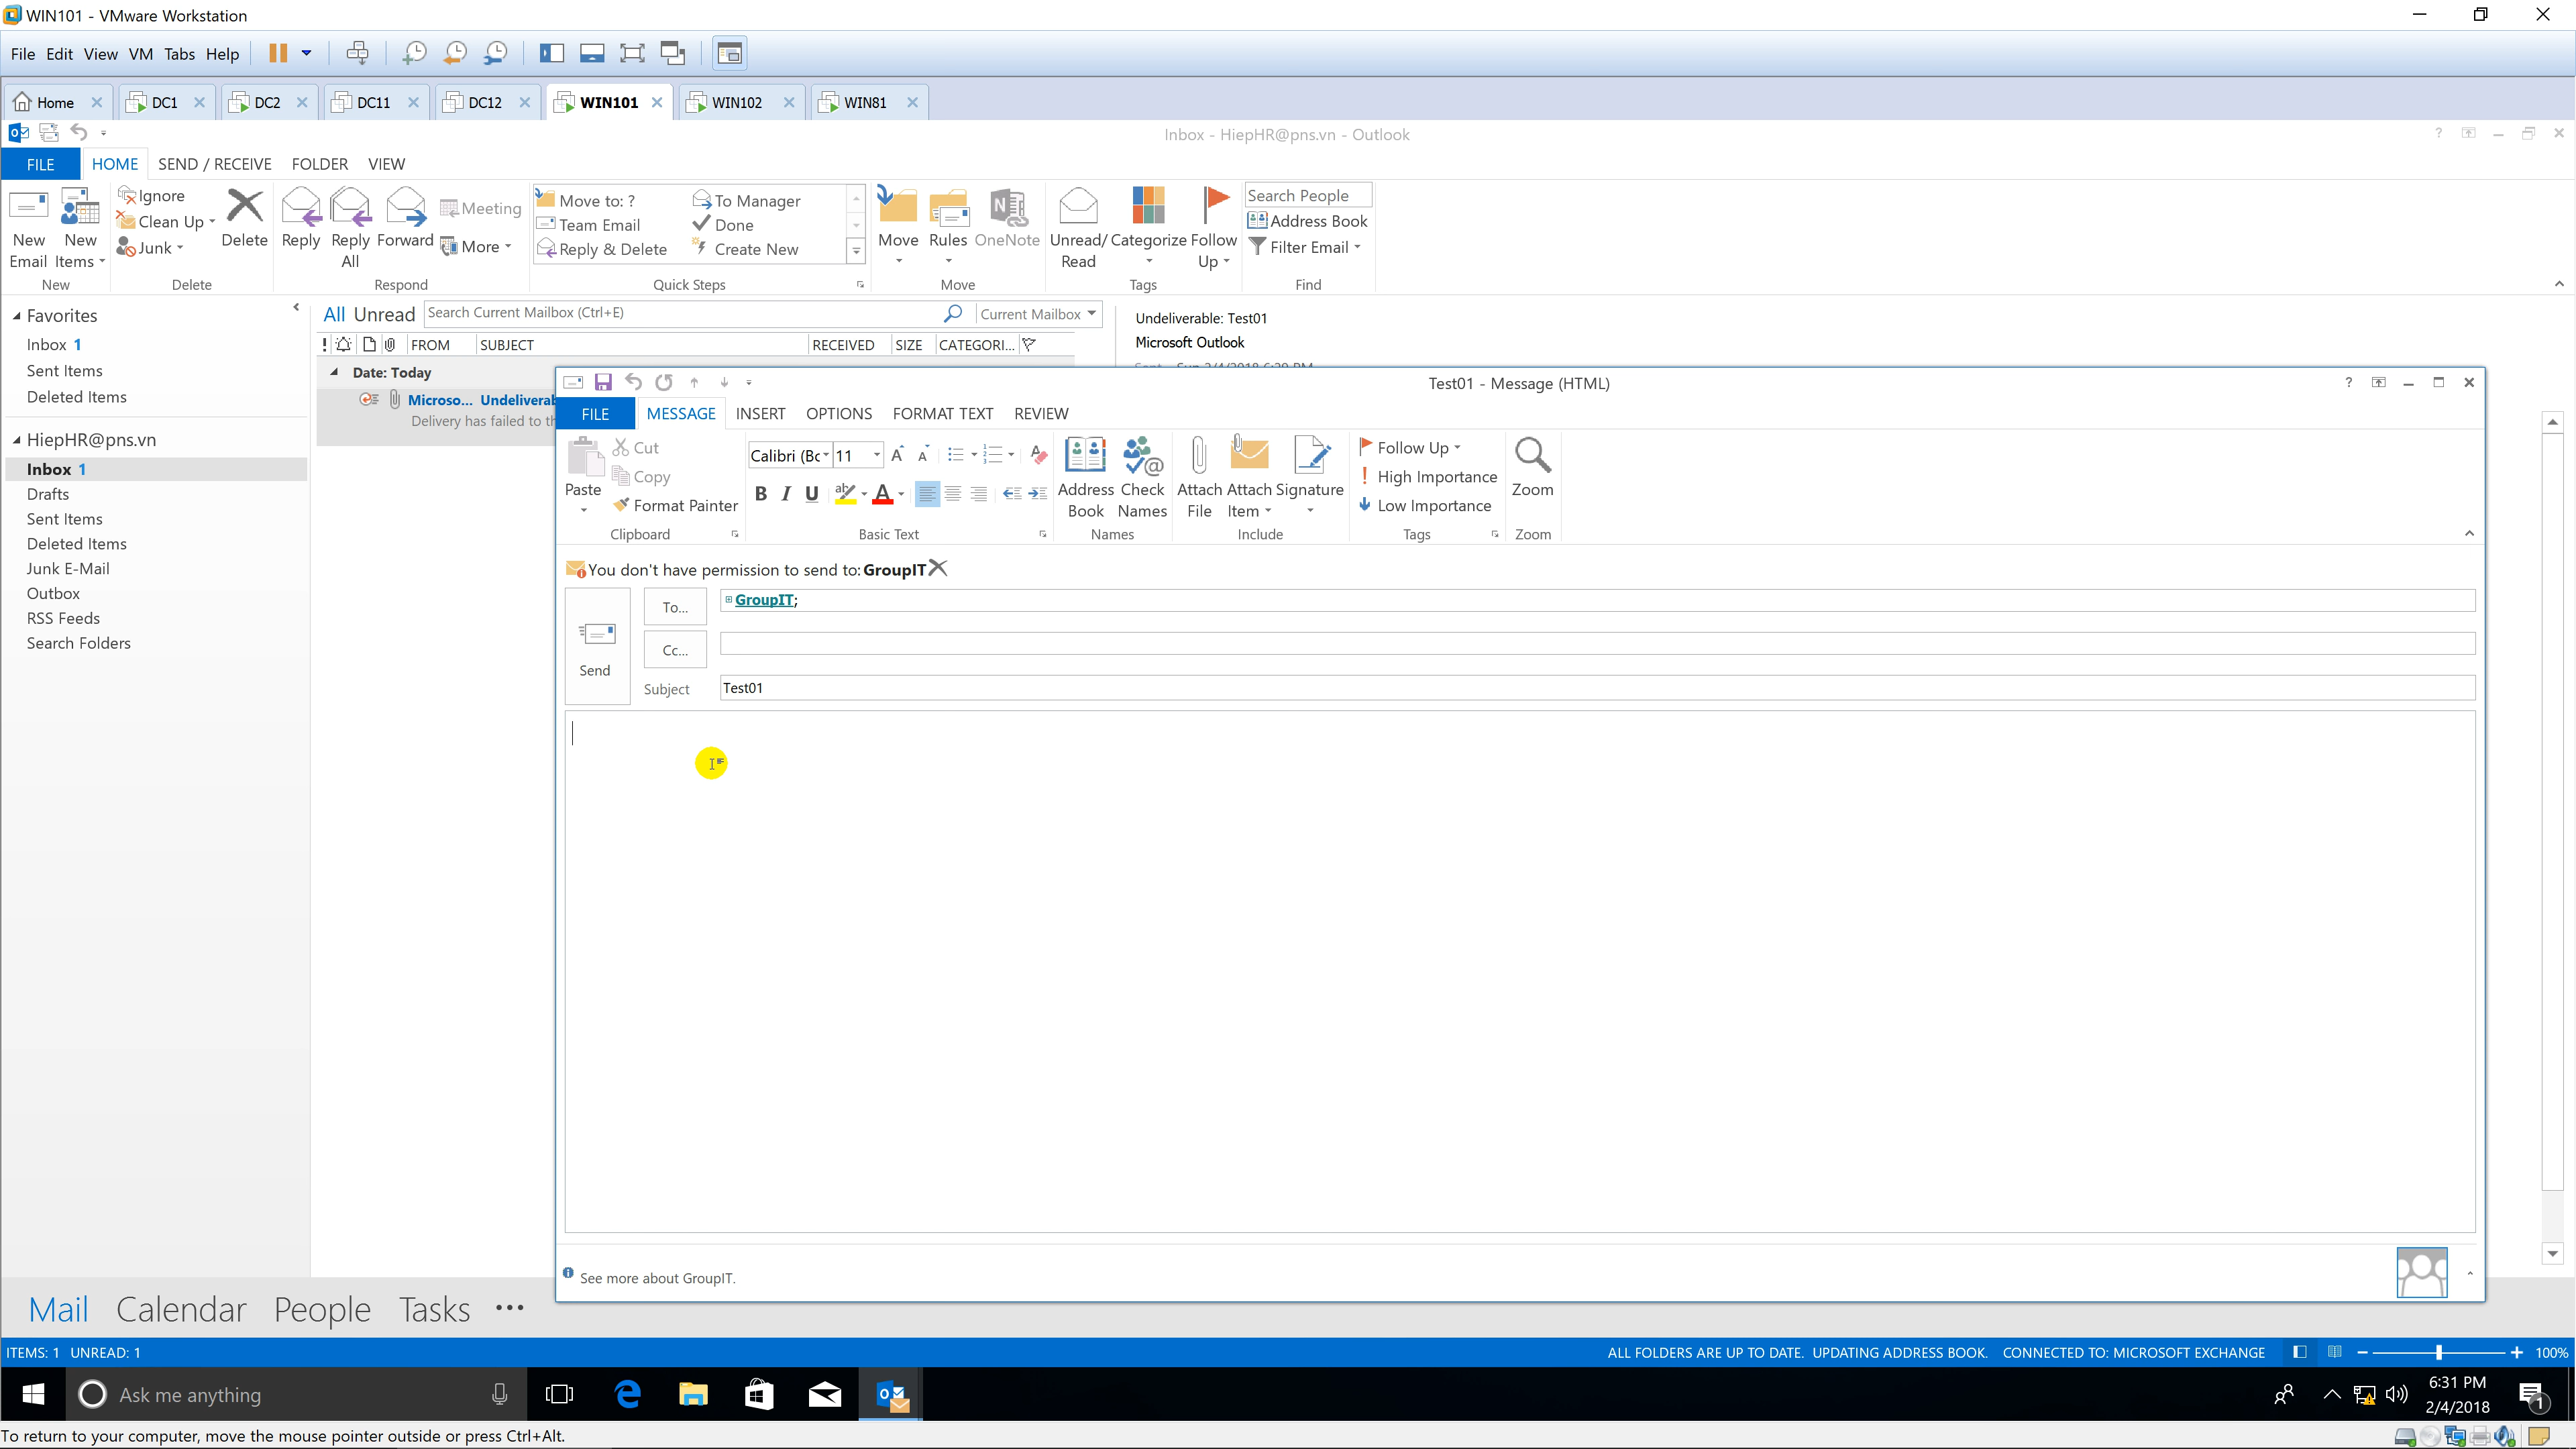 WIN101 - VMware Workstation
File Edit View VM Tabs Help
Home DC1 DC2 DC11 DC12 WIN101 WIN102 WIN81
Inbox - HiepHR@pns.vn - Outlook
FILE HOME SEND / RECEIVE FOLDER VIEW
New Email
New Items
New
Ignore
Clean Up
Junk
Delete
Delete
Reply
Reply All
Forward
Meeting
More
Respond
Move to: ?
Team Email
Reply & Delete
To Manager
Done
Create New
Quick Steps
Move
Rules
OneNote
Move
Unread/ Read
Categorize
Follow Up
Tags
Search People
Address Book
Filter Email
Find
Favorites
Inbox 1
Sent Items
Deleted Items
HiepHR@pns.vn
Inbox 1
Drafts
Sent Items
Deleted Items
Junk E-Mail
Outbox
RSS Feeds
Search Folders
All Unread Search Current Mailbox (Ctrl+E) Current Mailbox
! FROM SUBJECT RECEIVED SIZE CATEGORI...
Date: Today
Microso... Undeliverab
Delivery has failed to th
Undeliverable: Test01
Microsoft Outlook
Test01 - Message (HTML)
FILE MESSAGE INSERT OPTIONS FORMAT TEXT REVIEW
Paste
Cut
Copy
Format Painter
Clipboard
Calibri (Bc 11
B I U
Basic Text
Address Book
Check Names
Names
Attach File
Attach Item
Signature
Include
Follow Up
High Importance
Low Importance
Tags
Zoom
Zoom
You don't have permission to send to: GroupIT
Send
To... GroupIT;
Cc...
Subject Test01
See more about GroupIT.
Mail Calendar People Tasks •••
ITEMS: 1 UNREAD: 1
ALL FOLDERS ARE UP TO DATE. UPDATING ADDRESS BOOK. CONNECTED TO: MICROSOFT EXCHANGE 100%
Ask me anything
6:31 PM
2/4/2018
1
To return to your computer, move the mouse pointer outside or press Ctrl+Alt.